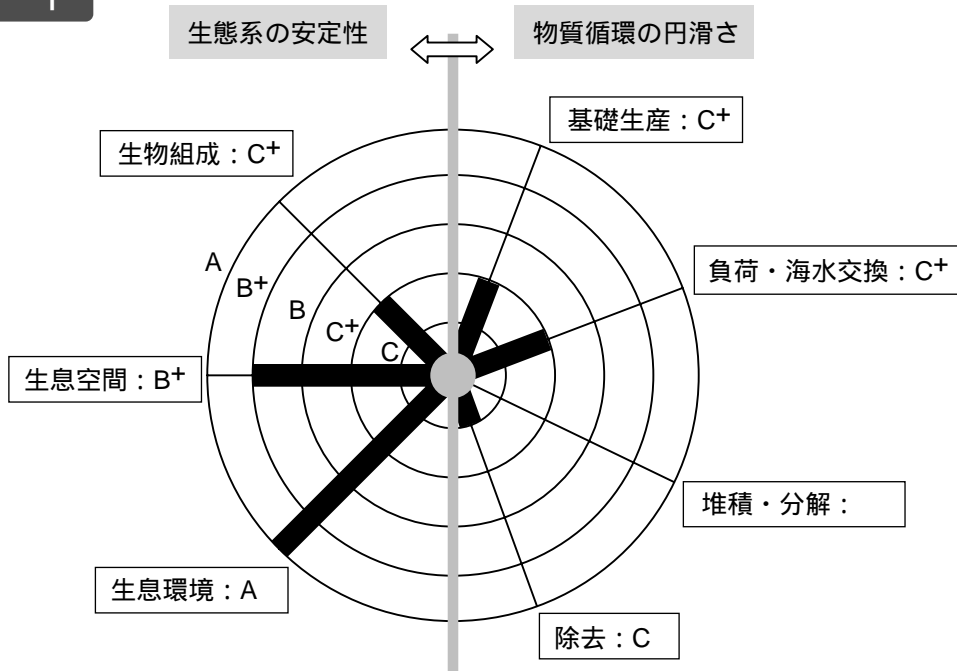 生態系の安定性
物質循環の円滑さ
基礎生産：C+
生物組成：C+
負荷・海水交換：C+
A
B+
B
C+
C
生息空間：B+
堆積・分解：
生息環境：A
除去：C